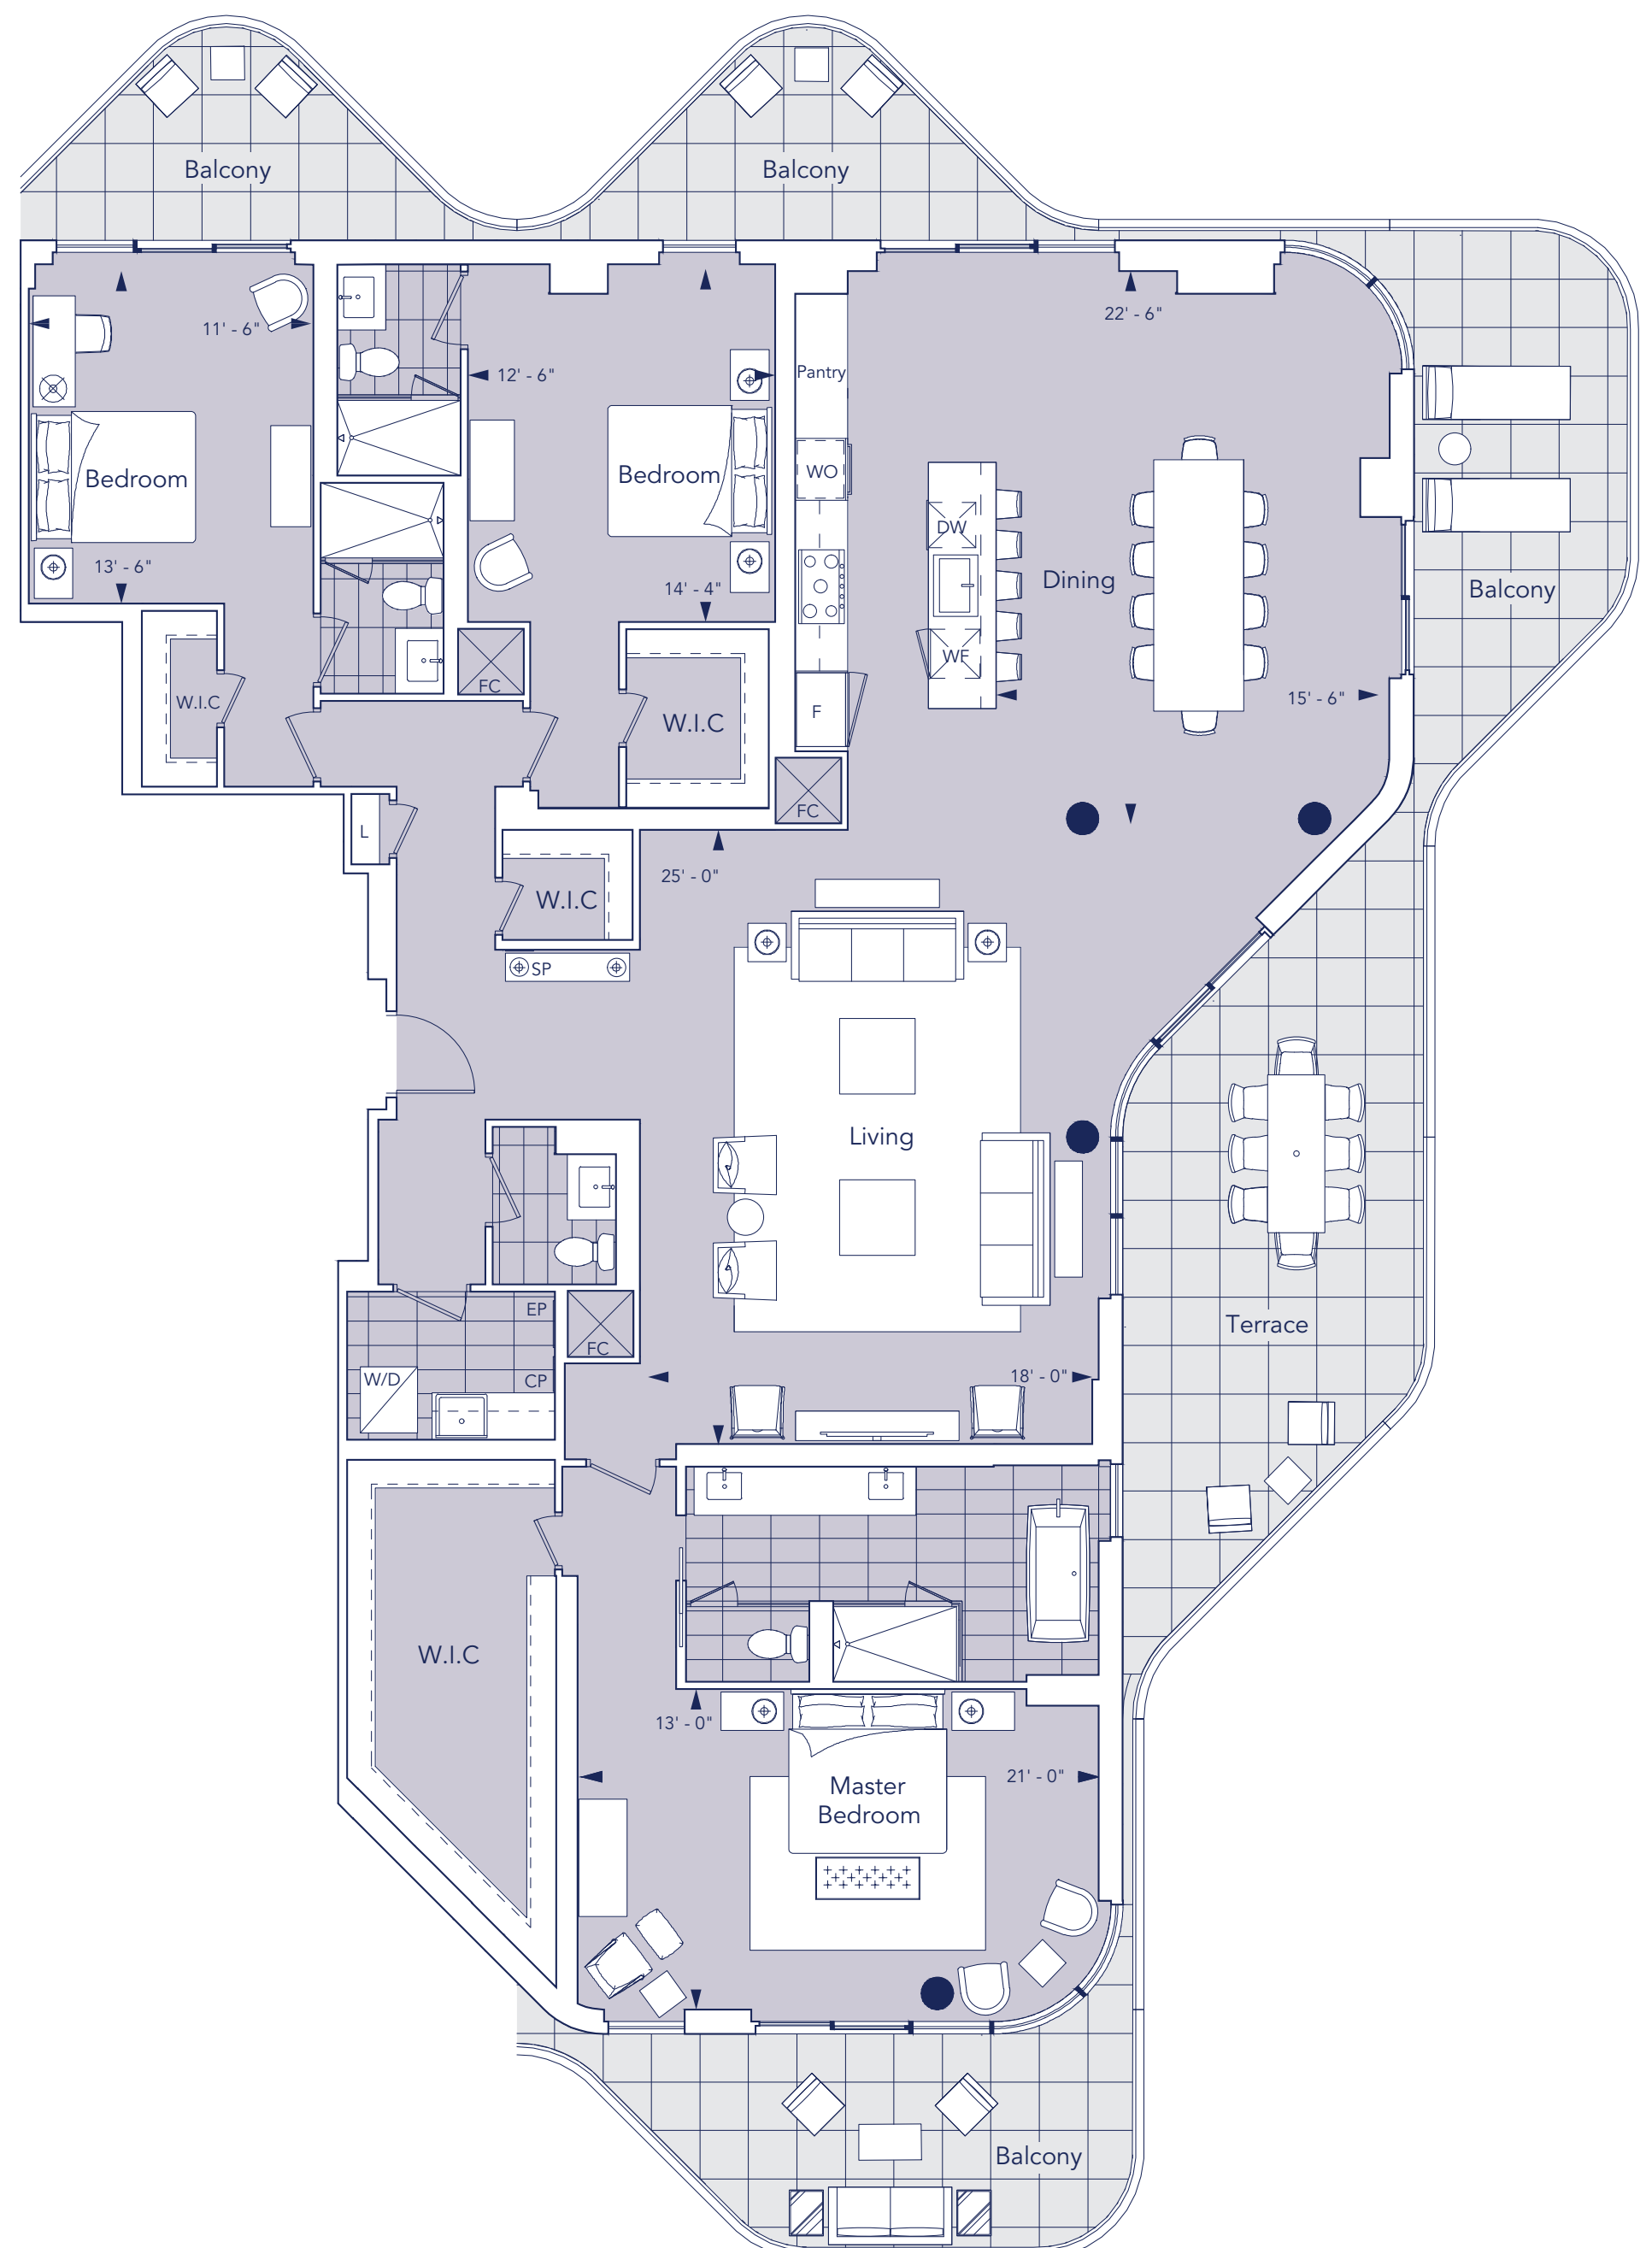 Balcony
Balcony
22' - 6"
11' - 6"
12' - 6"
Pantry
WO
Bedroom
Bedroom
DW
13' - 6"
14' - 4"
Dining
Balcony
WF
FC
W.I.C
W.I.C
F
15' - 6"
FC
L
25' - 0"
W.I.C
SP
Living
EP
Terrace
FC
W/D
CP
18' - 0"
W.I.C
13' - 0"
21' - 0"
Master
Bedroom
Balcony